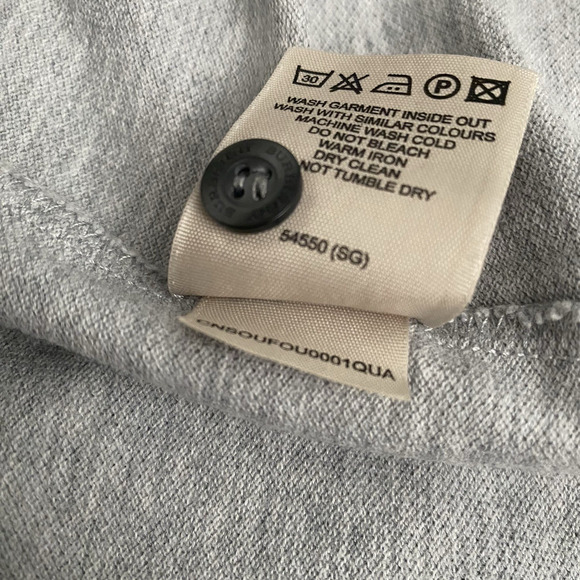 30
P
WASH GARMENT INSIDE OUT
WASH WITH SIMILAR COLOURS
MACHINE WASH COLD
DO NOT BLEACH
WARM IRON
DRY CLEAN
NOT TUMBLE DRY
54550 (SG)
CNSOUFOU0001QUA